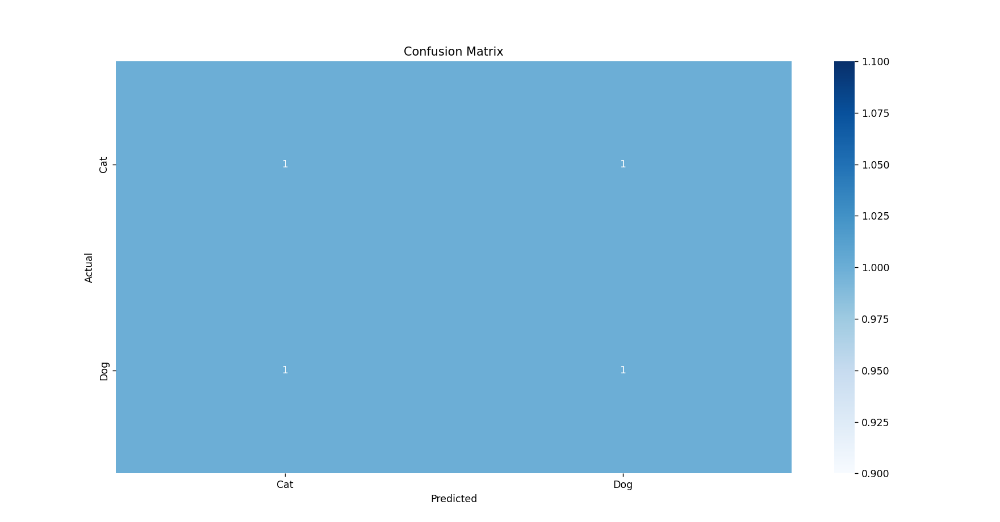 Confusion Matrix
Cat
1
1
Actual
Dog
1
1
Cat
Dog
Predicted
1.100
1.075
1.050
1.025
1.000
0.975
0.950
0.925
0.900